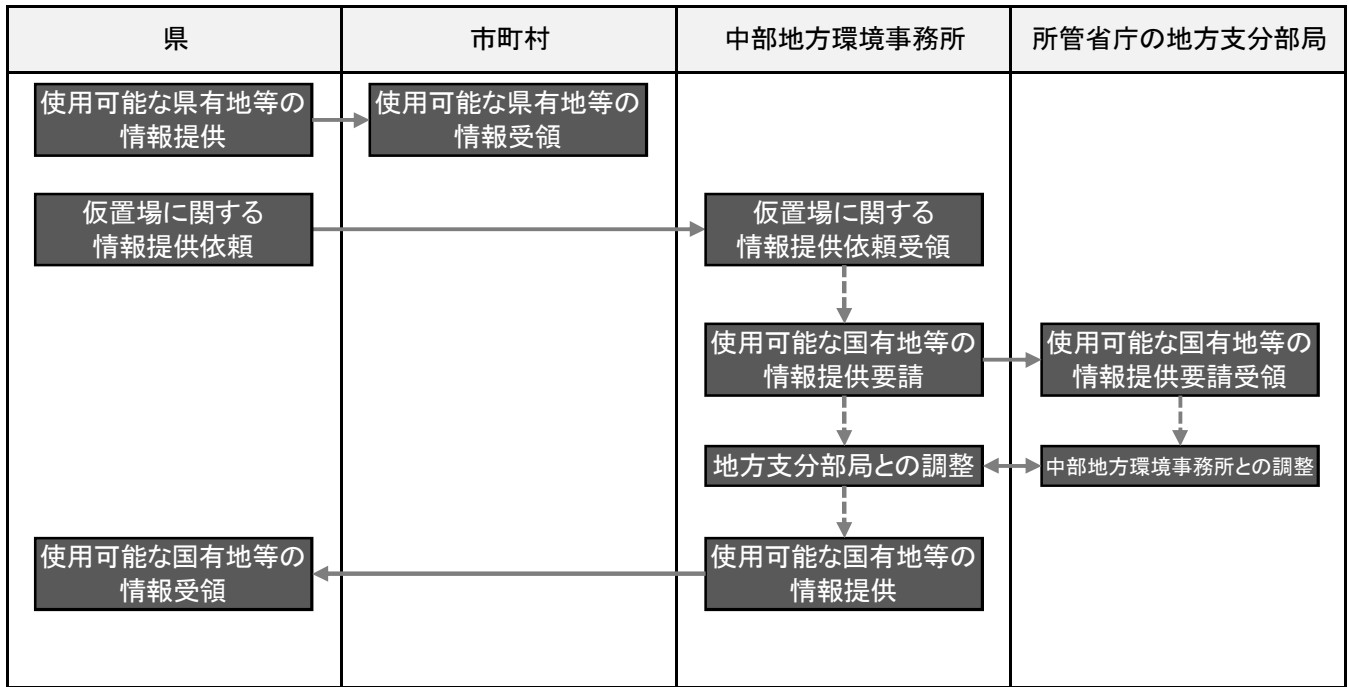 県
市町村
中部地方環境事務所
所管省庁の地方支分部局
使用可能な県有地等の
情報提供
使用可能な県有地等の
情報受領
仮置場に関する
情報提供依頼
仮置場に関する
情報提供依頼受領
使用可能な国有地等の
情報提供要請
使用可能な国有地等の
情報提供要請受領
地方支分部局との調整
中部地方環境事務所との調整
使用可能な国有地等の
情報受領
使用可能な国有地等の
情報提供